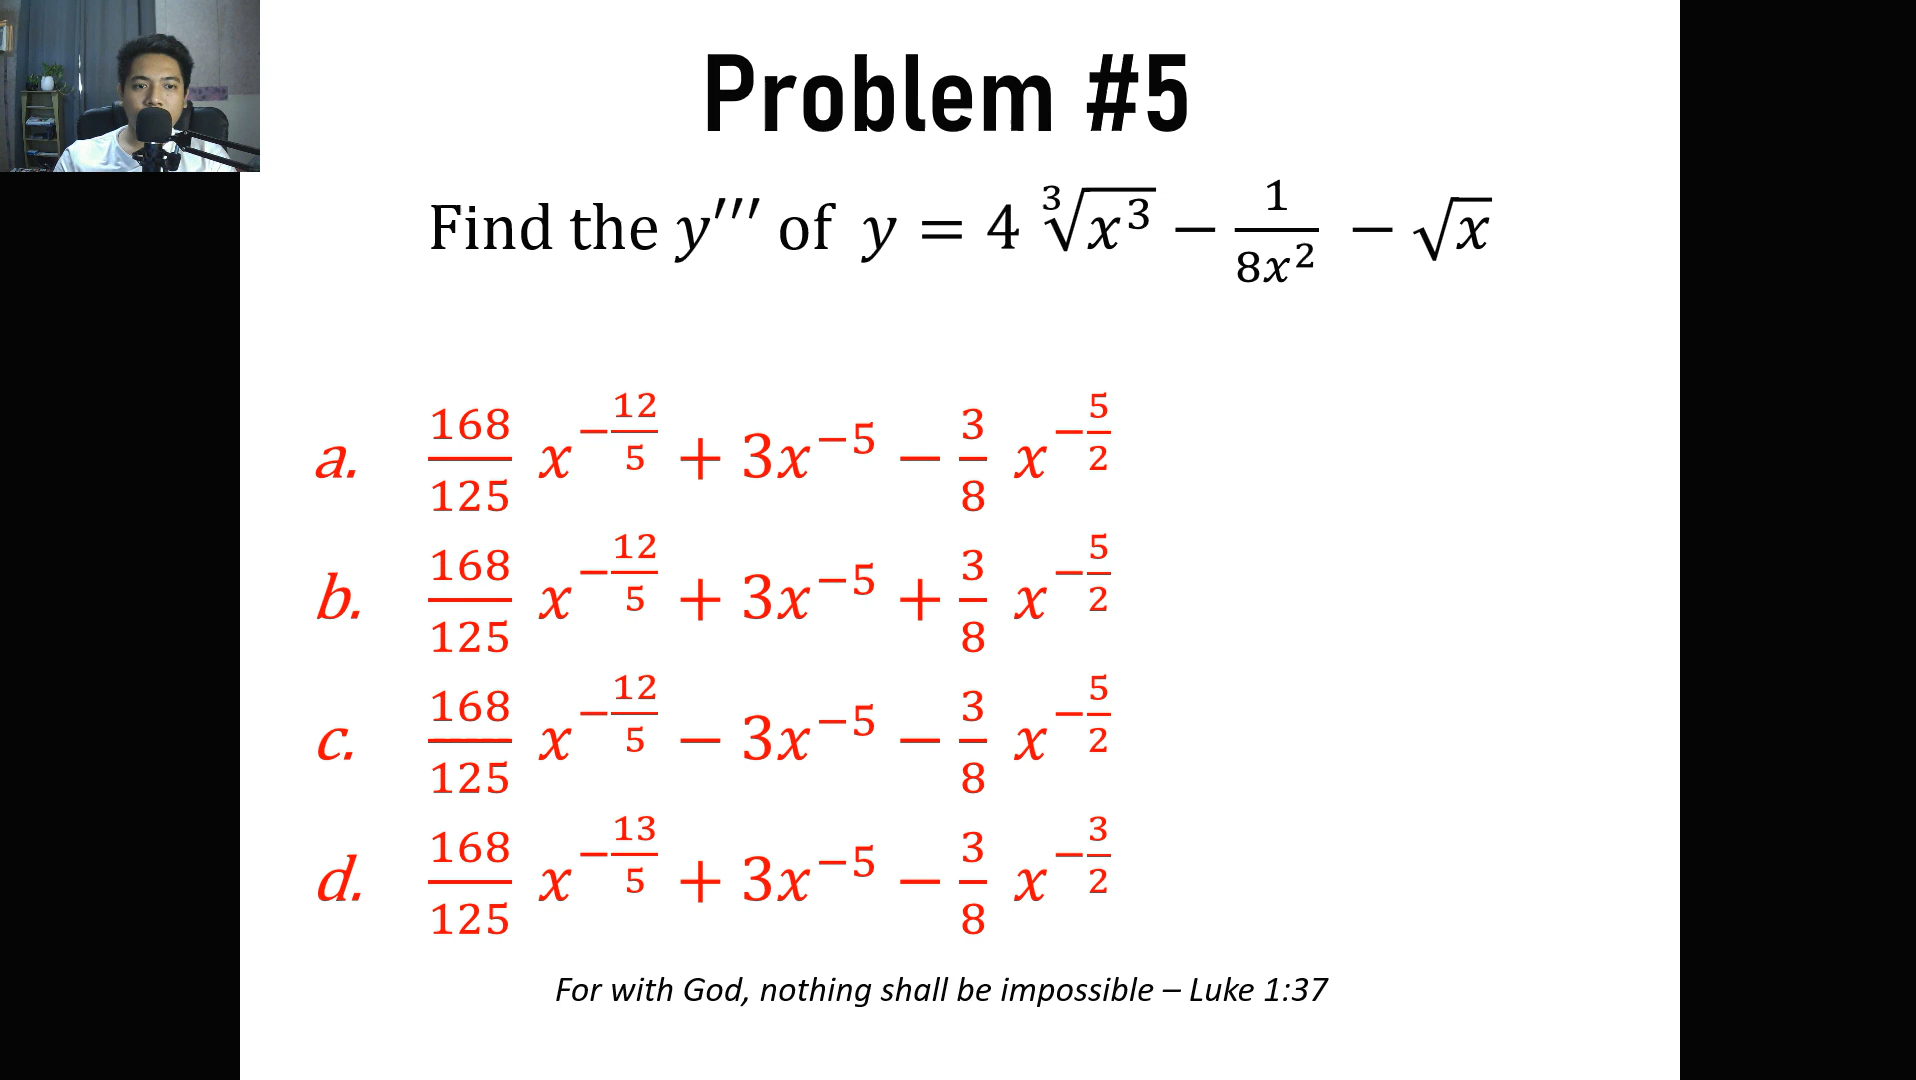 Problem #5
Find the y′′′ of y = 4 ∛(x³) − 1/(8x²) − √x
a. 168/125 x^(−12/5) + 3x^(−5) − 3/8 x^(−5/2)
b. 168/125 x^(−12/5) + 3x^(−5) + 3/8 x^(−5/2)
c. 168/125 x^(−12/5) − 3x^(−5) − 3/8 x^(−5/2)
d. 168/125 x^(−13/5) + 3x^(−5) − 3/8 x^(−3/2)
For with God, nothing shall be impossible – Luke 1:37